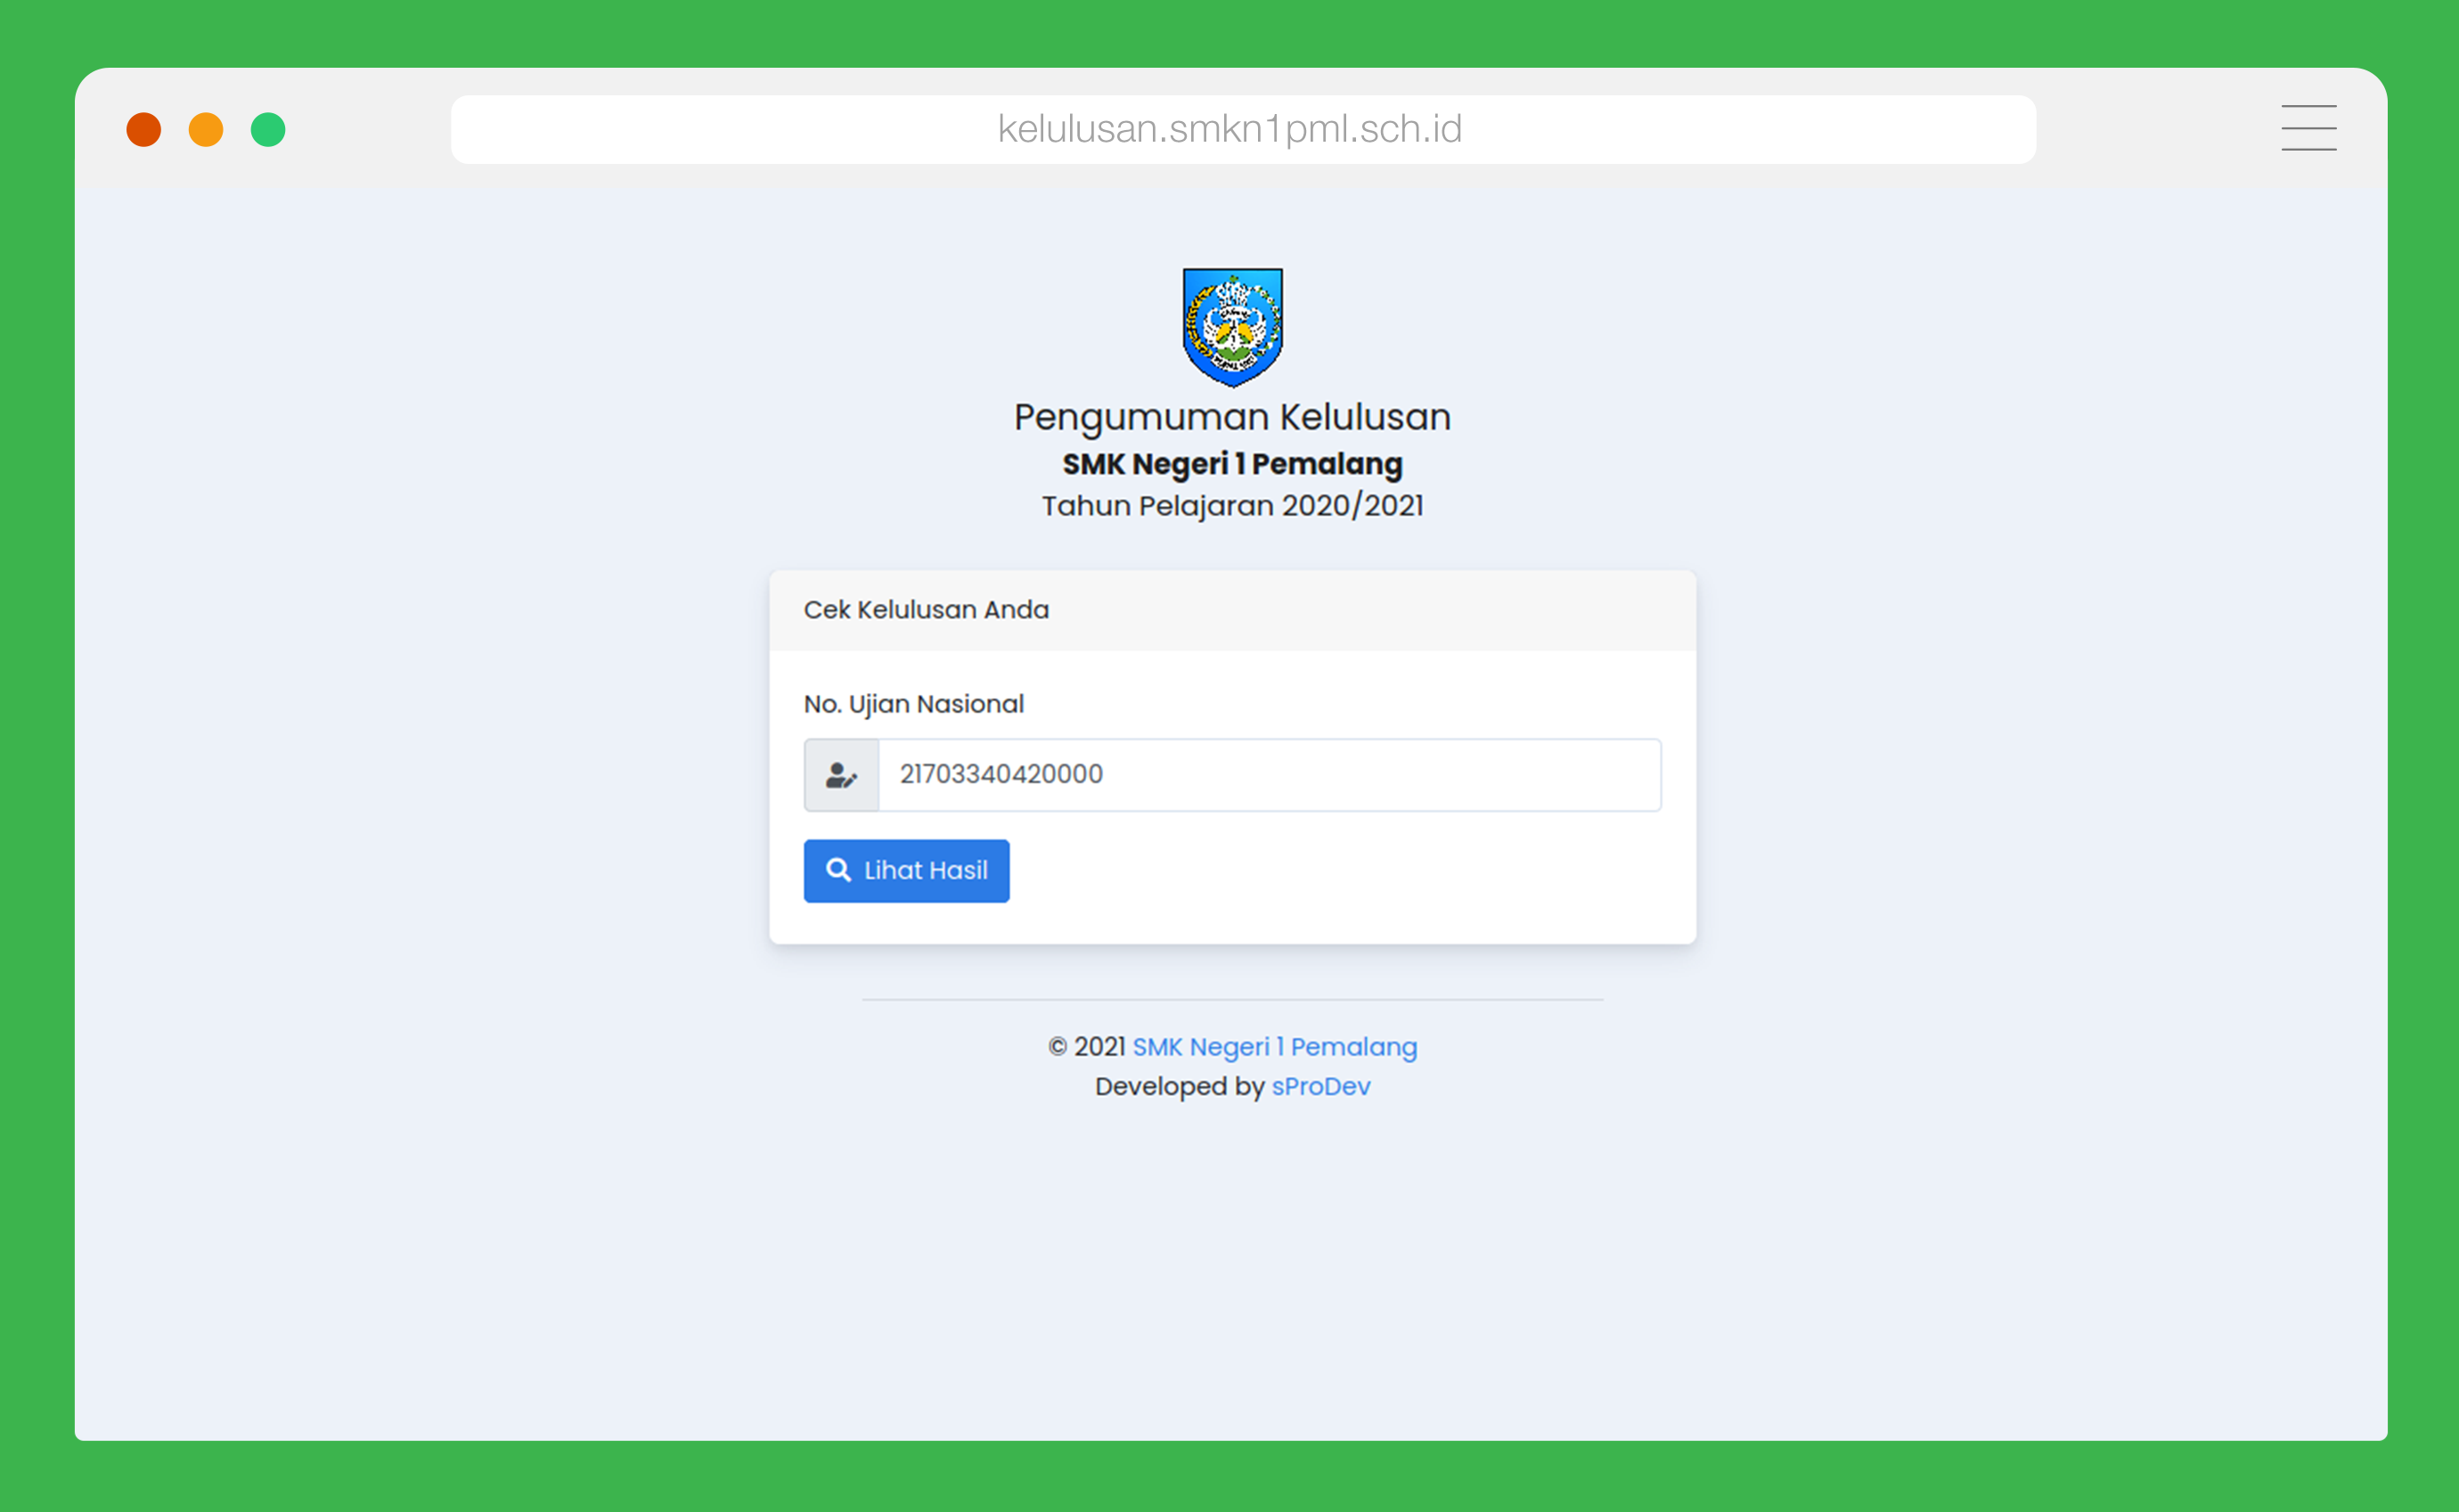 kelulusan.smkn1pml.sch.id
Pengumuman Kelulusan
SMK Negeri 1 Pemalang
Tahun Pelajaran 2020/2021
Cek Kelulusan Anda
No. Ujian Nasional
21703340420000
Lihat Hasil
© 2021 SMK Negeri 1 Pemalang
Developed by sProDev